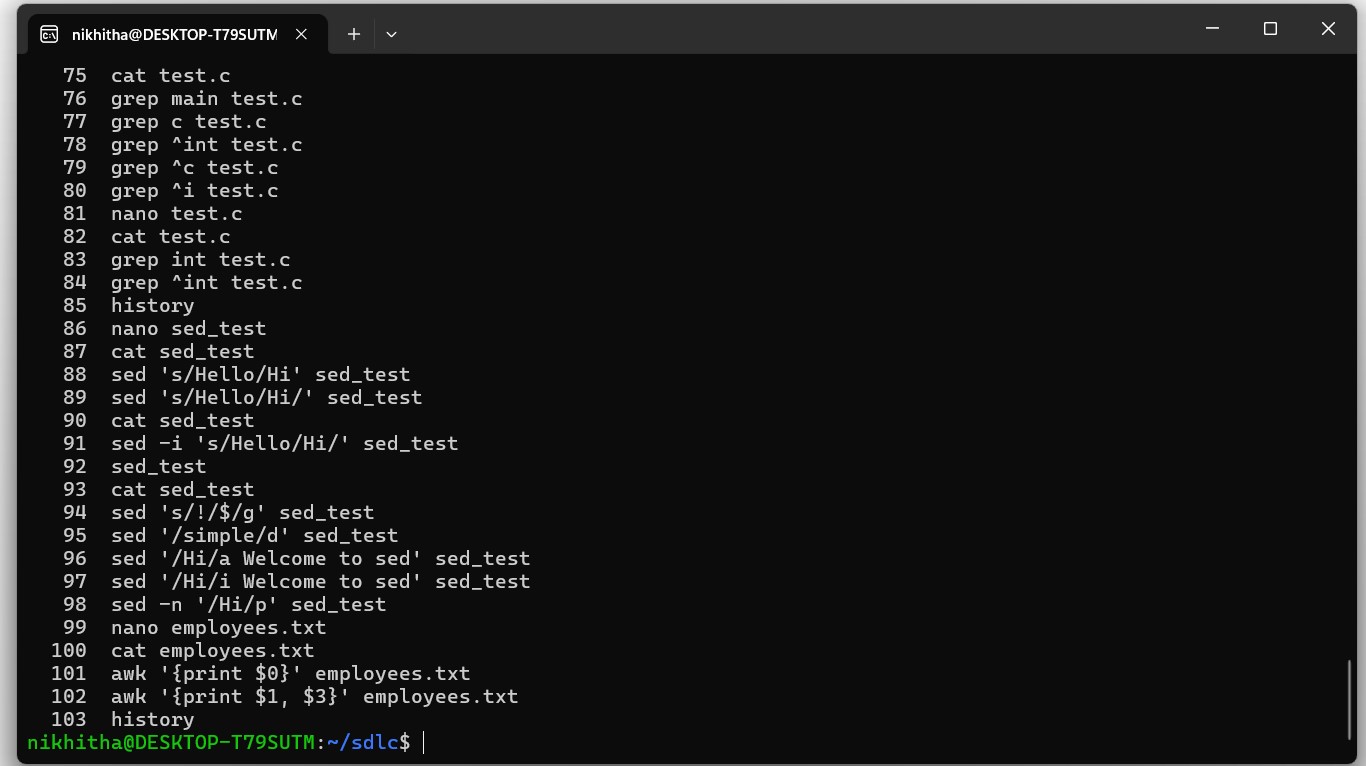 nikhitha@DESKTOP-T79SUTM
75 cat test.c
76 grep main test.c
77 grep c test.c
78 grep ^int test.c
79 grep ^c test.c
80 grep ^i test.c
81 nano test.c
82 cat test.c
83 grep int test.c
84 grep ^int test.c
85 history
86 nano sed_test
87 cat sed_test
88 sed 's/Hello/Hi' sed_test
89 sed 's/Hello/Hi/' sed_test
90 cat sed_test
91 sed -i 's/Hello/Hi/' sed_test
92 sed_test
93 cat sed_test
94 sed 's/!/$/g' sed_test
95 sed '/simple/d' sed_test
96 sed '/Hi/a Welcome to sed' sed_test
97 sed '/Hi/i Welcome to sed' sed_test
98 sed -n '/Hi/p' sed_test
99 nano employees.txt
100 cat employees.txt
101 awk '{print $0}' employees.txt
102 awk '{print $1, $3}' employees.txt
103 history
nikhitha@DESKTOP-T79SUTM:~/sdlc$